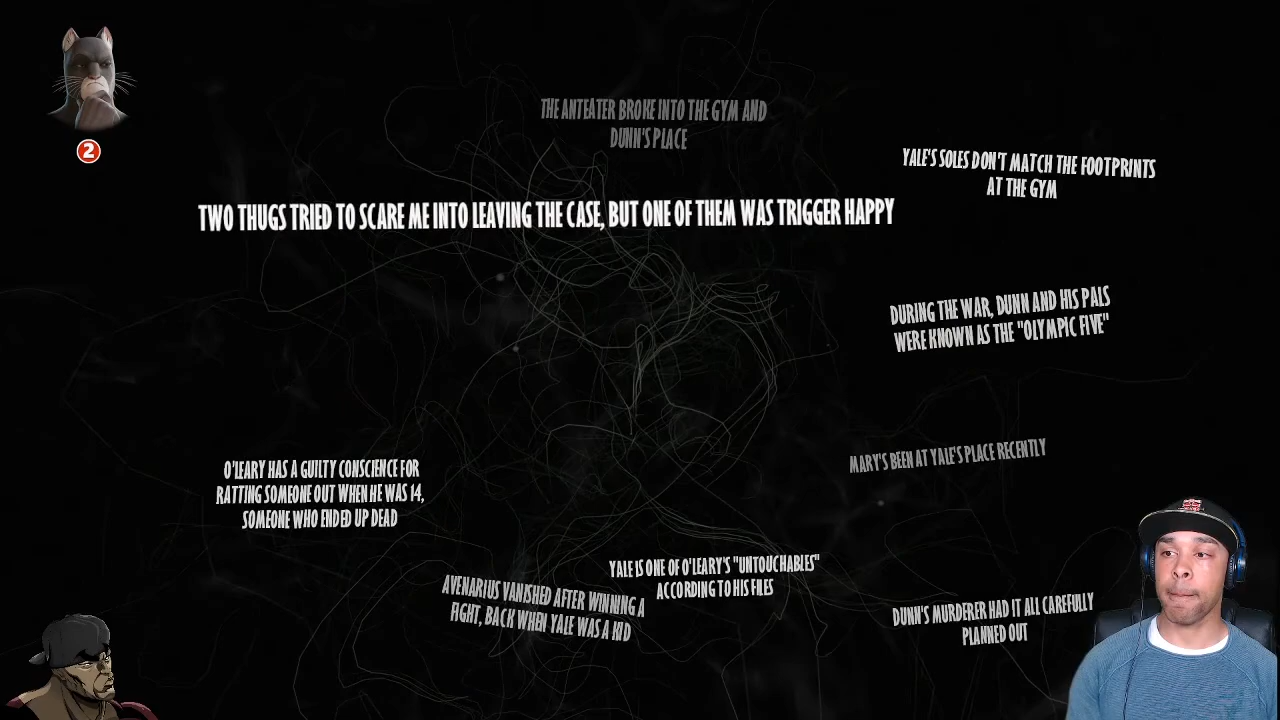 THE ANTEATER BROKE INTO THE GYM AND
DUNN'S PLACE
2
YALE'S SOLES DON'T MATCH THE FOOTPRINTS
AT THE GYM
TWO THUGS TRIED TO SCARE ME INTO LEAVING THE CASE, BUT ONE OF THEM WAS TRIGGER HAPPY
DURING THE WAR, DUNN AND HIS PALS
WERE KNOWN AS THE "OLYMPIC FIVE"
MARY'S BEEN AT YALE'S PLACE RECENTLY
O'LEARY HAS A GUILTY CONSCIENCE FOR
RATTING SOMEONE OUT WHEN HE WAS 14,
SOMEONE WHO ENDED UP DEAD
YALE IS ONE OF O'LEARY'S "UNTOUCHABLES"
ACCORDING TO HIS FILES
AVENARIUS VANISHED AFTER WINNING A
FIGHT, BACK WHEN YALE WAS A KID
DUNN'S MURDERER HAD IT ALL CAREFULLY
PLANNED OUT